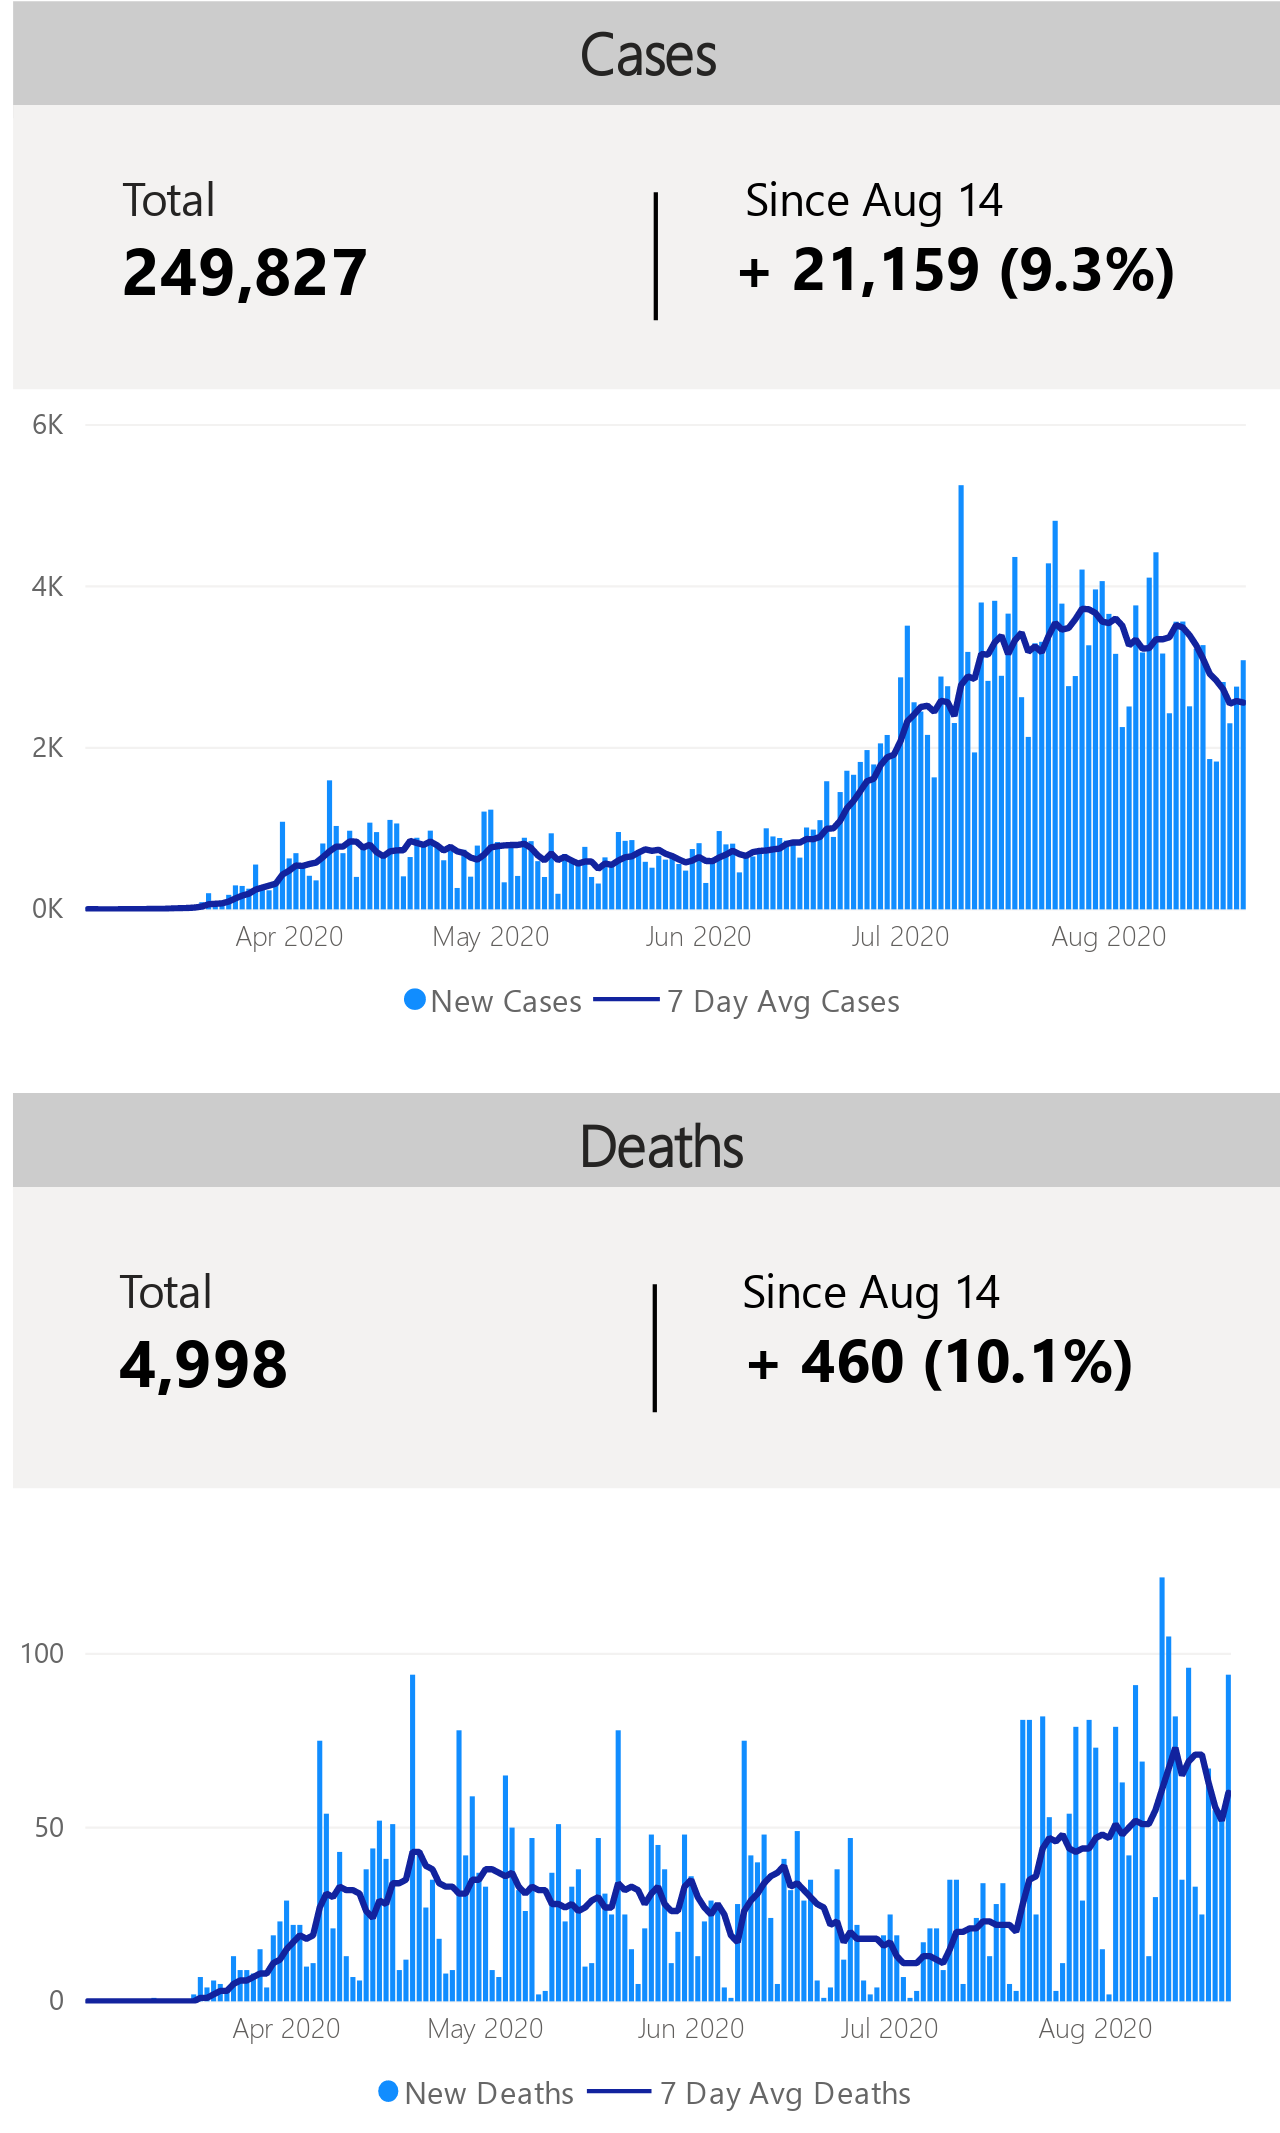 Cases
Total
Since Aug 14
249,827
+ 21,159 (9.3%)
6K
4K
2K
0K
Apr 2020
May 2020
Jun 2020
Jul 2020
Aug 2020
New Cases
7 Day Avg Cases
Deaths
Total
Since Aug 14
4,998
+ 460 (10.1%)
100
50
0
Apr 2020
May 2020
Jun 2020
Jul 2020
Aug 2020
New Deaths
7 Day Avg Deaths